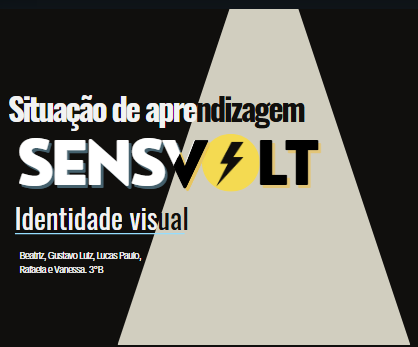 Situação de aprendizagem
SENSVOLT
Identidade visual
Beatriz, Gustavo Luiz, Lucas Paulo,
Rafaela e Vanessa. 3°B